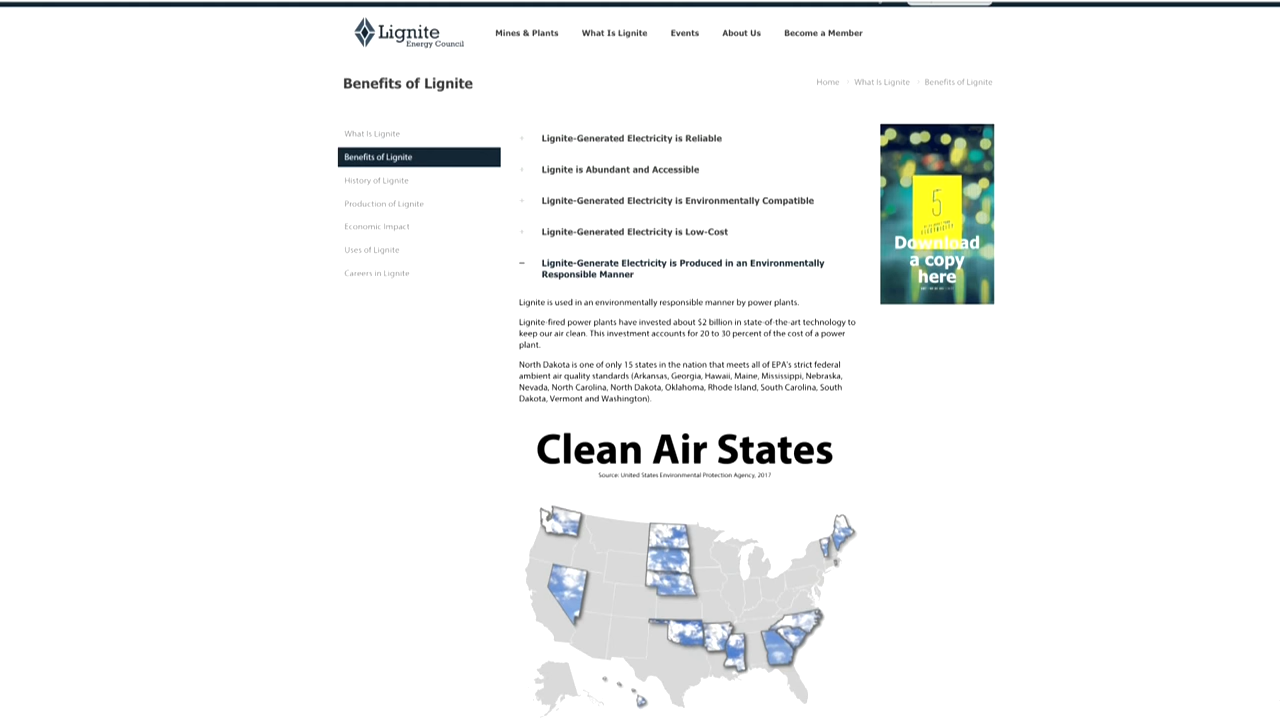 Lignite
Energy Council
Mines & Plants
What Is Lignite
Events
About Us
Become a Member
Benefits of Lignite
Home
What Is Lignite
Benefits of Lignite
What Is Lignite
Benefits of Lignite
History of Lignite
Production of Lignite
Economic Impact
Uses of Lignite
Careers in Lignite
+ Lignite-Generated Electricity is Reliable
+ Lignite is Abundant and Accessible
+ Lignite-Generated Electricity is Environmentally Compatible
+ Lignite-Generated Electricity is Low-Cost
− Lignite-Generate Electricity is Produced in an Environmentally
Responsible Manner
Lignite is used in an environmentally responsible manner by power plants.
Lignite-fired power plants have invested about $2 billion in state-of-the-art technology to
keep our air clean. This investment accounts for 20 to 30 percent of the cost of a power
plant.
North Dakota is one of only 15 states in the nation that meets all of EPA's strict federal
ambient air quality standards (Arkansas, Georgia, Hawaii, Maine, Mississippi, Nebraska,
Nevada, North Carolina, North Dakota, Oklahoma, Rhode Island, South Carolina, South
Dakota, Vermont and Washington).
5
ELECTRICITY
Download
a copy
here
Clean Air States
Source: United States Environmental Protection Agency, 2017